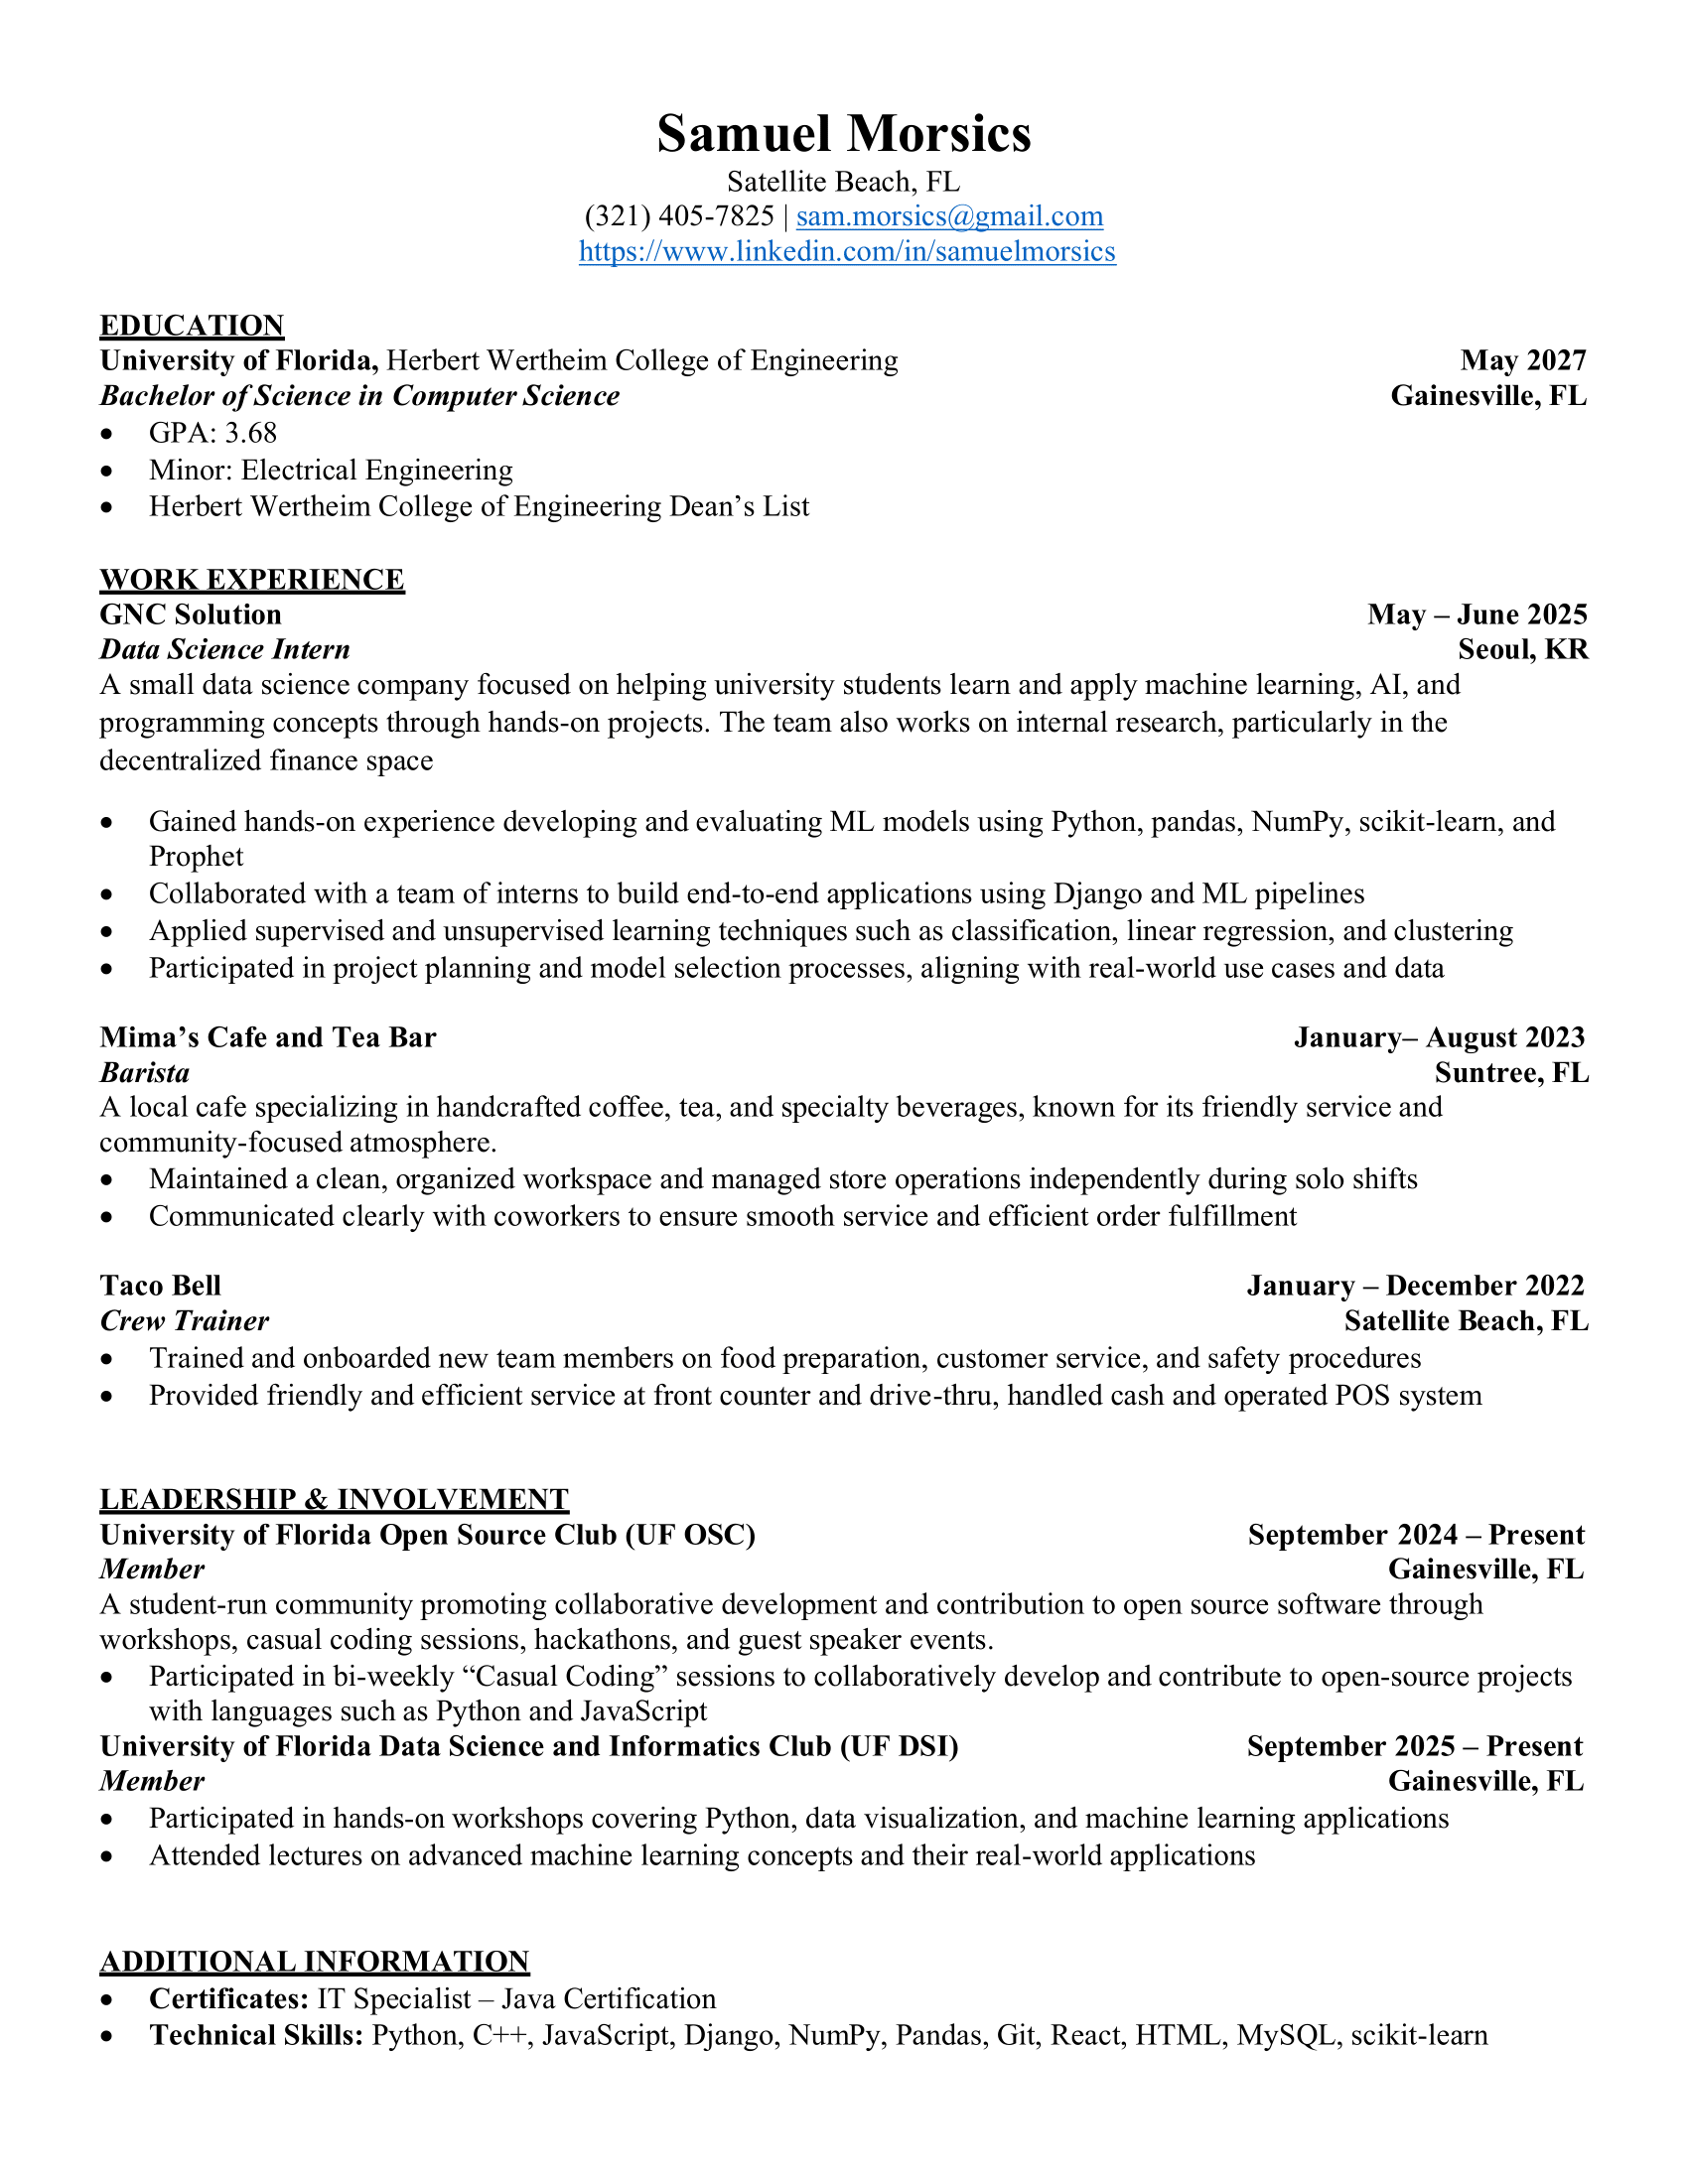 Samuel Morsics
Satellite Beach, FL
(321) 405-7825 | sam.morsics@gmail.com
https://www.linkedin.com/in/samuelmorsics
EDUCATION
University of Florida, Herbert Wertheim College of Engineering May 2027
Bachelor of Science in Computer Science Gainesville, FL
• GPA: 3.68
• Minor: Electrical Engineering
• Herbert Wertheim College of Engineering Dean’s List
WORK EXPERIENCE
GNC Solution May – June 2025
Data Science Intern Seoul, KR
A small data science company focused on helping university students learn and apply machine learning, AI, and
programming concepts through hands-on projects. The team also works on internal research, particularly in the
decentralized finance space
• Gained hands-on experience developing and evaluating ML models using Python, pandas, NumPy, scikit-learn, and
Prophet
• Collaborated with a team of interns to build end-to-end applications using Django and ML pipelines
• Applied supervised and unsupervised learning techniques such as classification, linear regression, and clustering
• Participated in project planning and model selection processes, aligning with real-world use cases and data
Mima’s Cafe and Tea Bar January– August 2023
Barista Suntree, FL
A local cafe specializing in handcrafted coffee, tea, and specialty beverages, known for its friendly service and
community-focused atmosphere.
• Maintained a clean, organized workspace and managed store operations independently during solo shifts
• Communicated clearly with coworkers to ensure smooth service and efficient order fulfillment
Taco Bell January – December 2022
Crew Trainer Satellite Beach, FL
• Trained and onboarded new team members on food preparation, customer service, and safety procedures
• Provided friendly and efficient service at front counter and drive-thru, handled cash and operated POS system
LEADERSHIP & INVOLVEMENT
University of Florida Open Source Club (UF OSC) September 2024 – Present
Member Gainesville, FL
A student-run community promoting collaborative development and contribution to open source software through
workshops, casual coding sessions, hackathons, and guest speaker events.
• Participated in bi-weekly “Casual Coding” sessions to collaboratively develop and contribute to open-source projects
with languages such as Python and JavaScript
University of Florida Data Science and Informatics Club (UF DSI) September 2025 – Present
Member Gainesville, FL
• Participated in hands-on workshops covering Python, data visualization, and machine learning applications
• Attended lectures on advanced machine learning concepts and their real-world applications
ADDITIONAL INFORMATION
• Certificates: IT Specialist – Java Certification
• Technical Skills: Python, C++, JavaScript, Django, NumPy, Pandas, Git, React, HTML, MySQL, scikit-learn